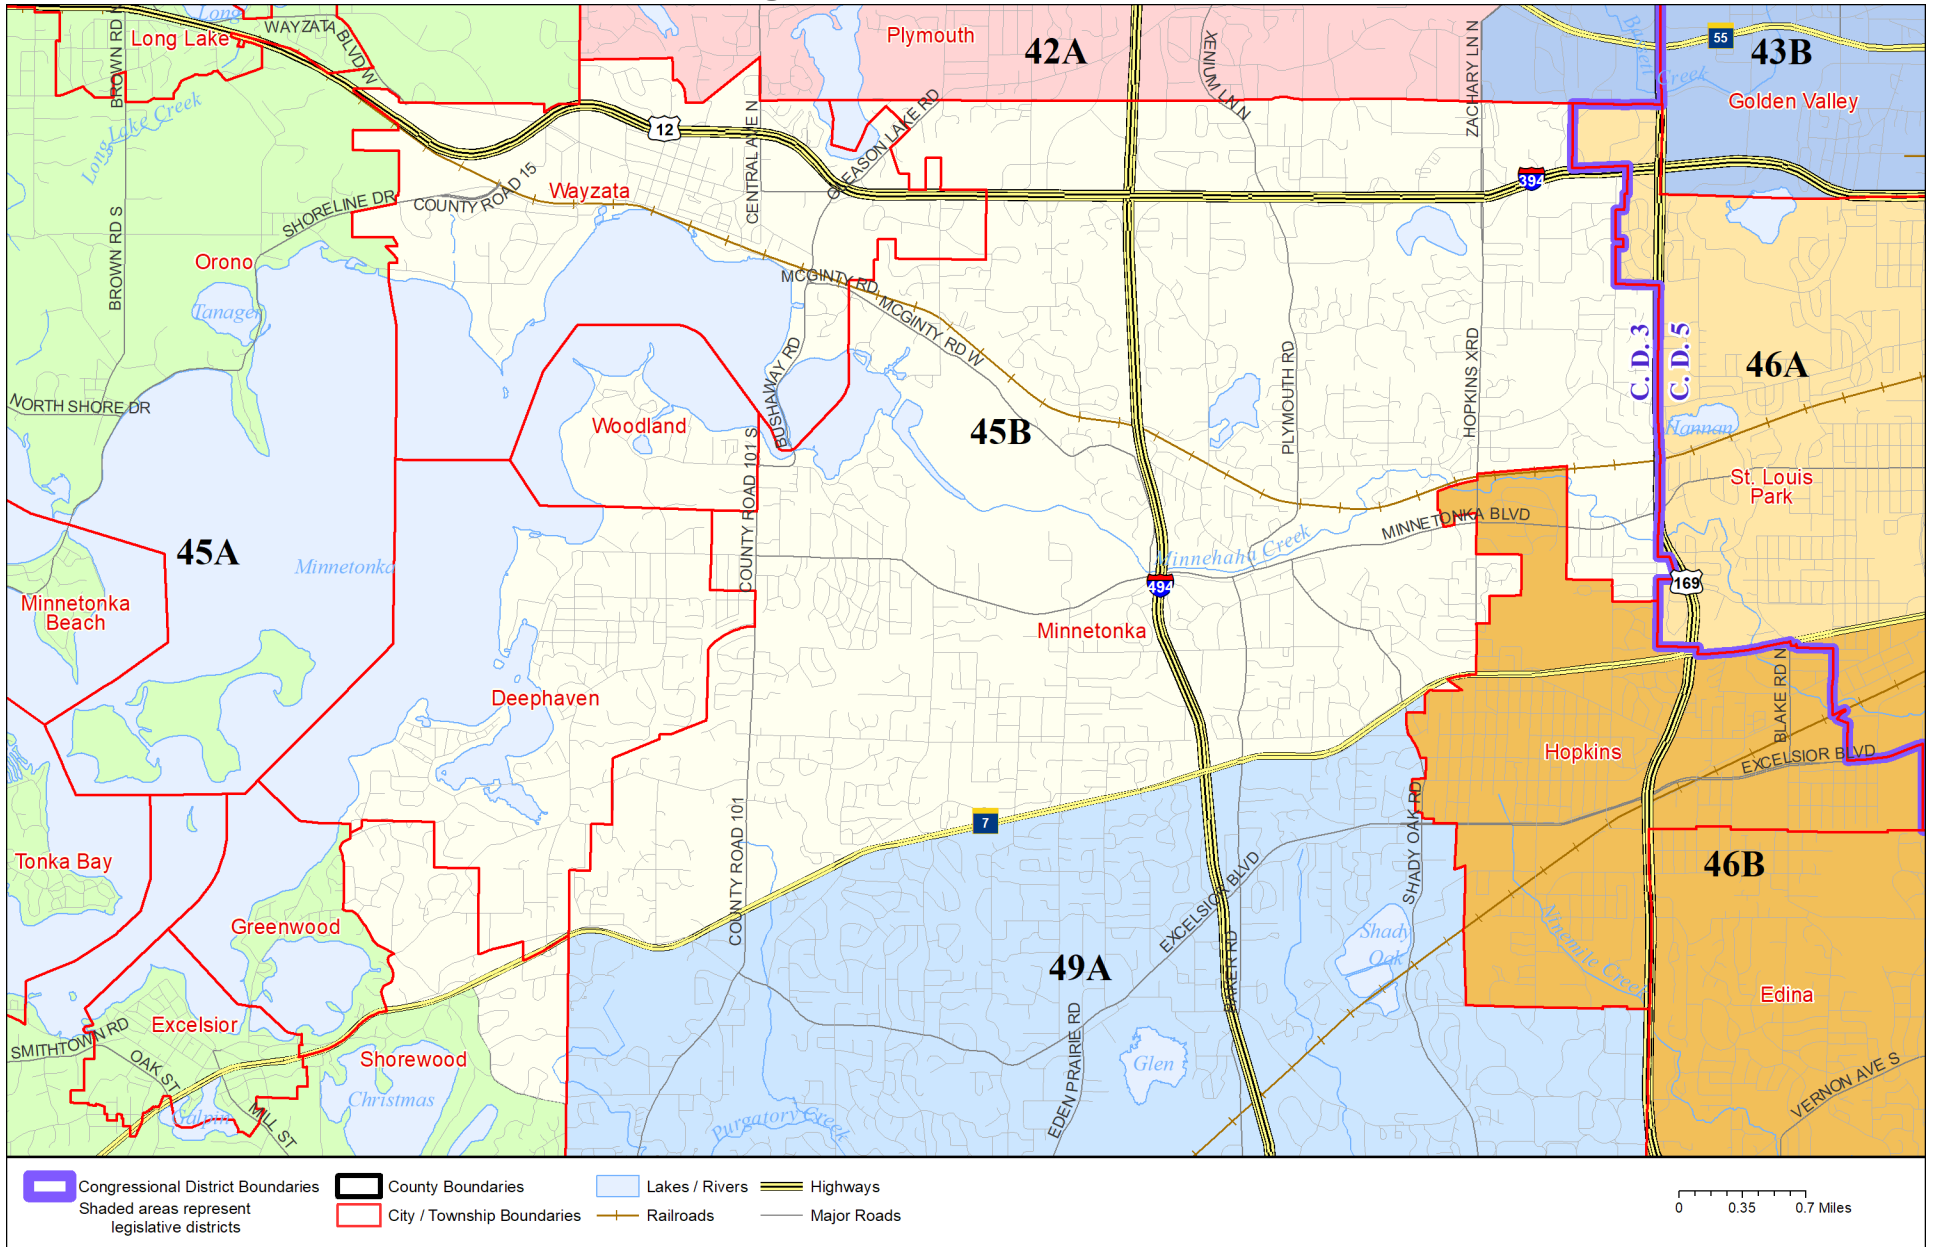 Long
WAYZATA BLVD W
Long Lake
BROWN RD N
Plymouth
42A
XENIUM LN N
ZACHARY LN N
Bassett Creek
55
43B
Golden Valley
Long Lake Creek
12
CENTRAL AVE N
GLEASON LAKE RD
394
COUNTY ROAD 15
Wayzata
SHORELINE DR
BROWN RD S
Orono
Tanager
MCGINTY RD
MCGINTY RD W
BUSHAWAY RD
PLYMOUTH RD
HOPKINS XRD
C.D. 3
C.D. 5
46A
NORTH SHORE DR
Woodland
45B
Hannan
COUNTY ROAD 101 S
St. Louis
Park
MINNETONKA BLVD
45A
Minnetonka
Minnehaha Creek
494
169
Minnetonka
Beach
Minnetonka
Deephaven
BLAKE RD N
Hopkins
EXCELSIOR BLVD
7
SHADY OAK RD
Tonka Bay
COUNTY ROAD 101
46B
EXCELSIOR BLVD
Greenwood
Shady
Oak
Ninemile Creek
49A
BAKER RD
Edina
Excelsior
SMITHTOWN RD
EDEN PRAIRIE RD
OAK ST
Shorewood
Glen
Christmas
Galpin
MILL ST
Purgatory Creek
VERNON AVE S
Congressional District Boundaries
Shaded areas represent
legislative districts
County Boundaries
City / Township Boundaries
Lakes / Rivers
Railroads
Highways
Major Roads
0 0.35 0.7 Miles